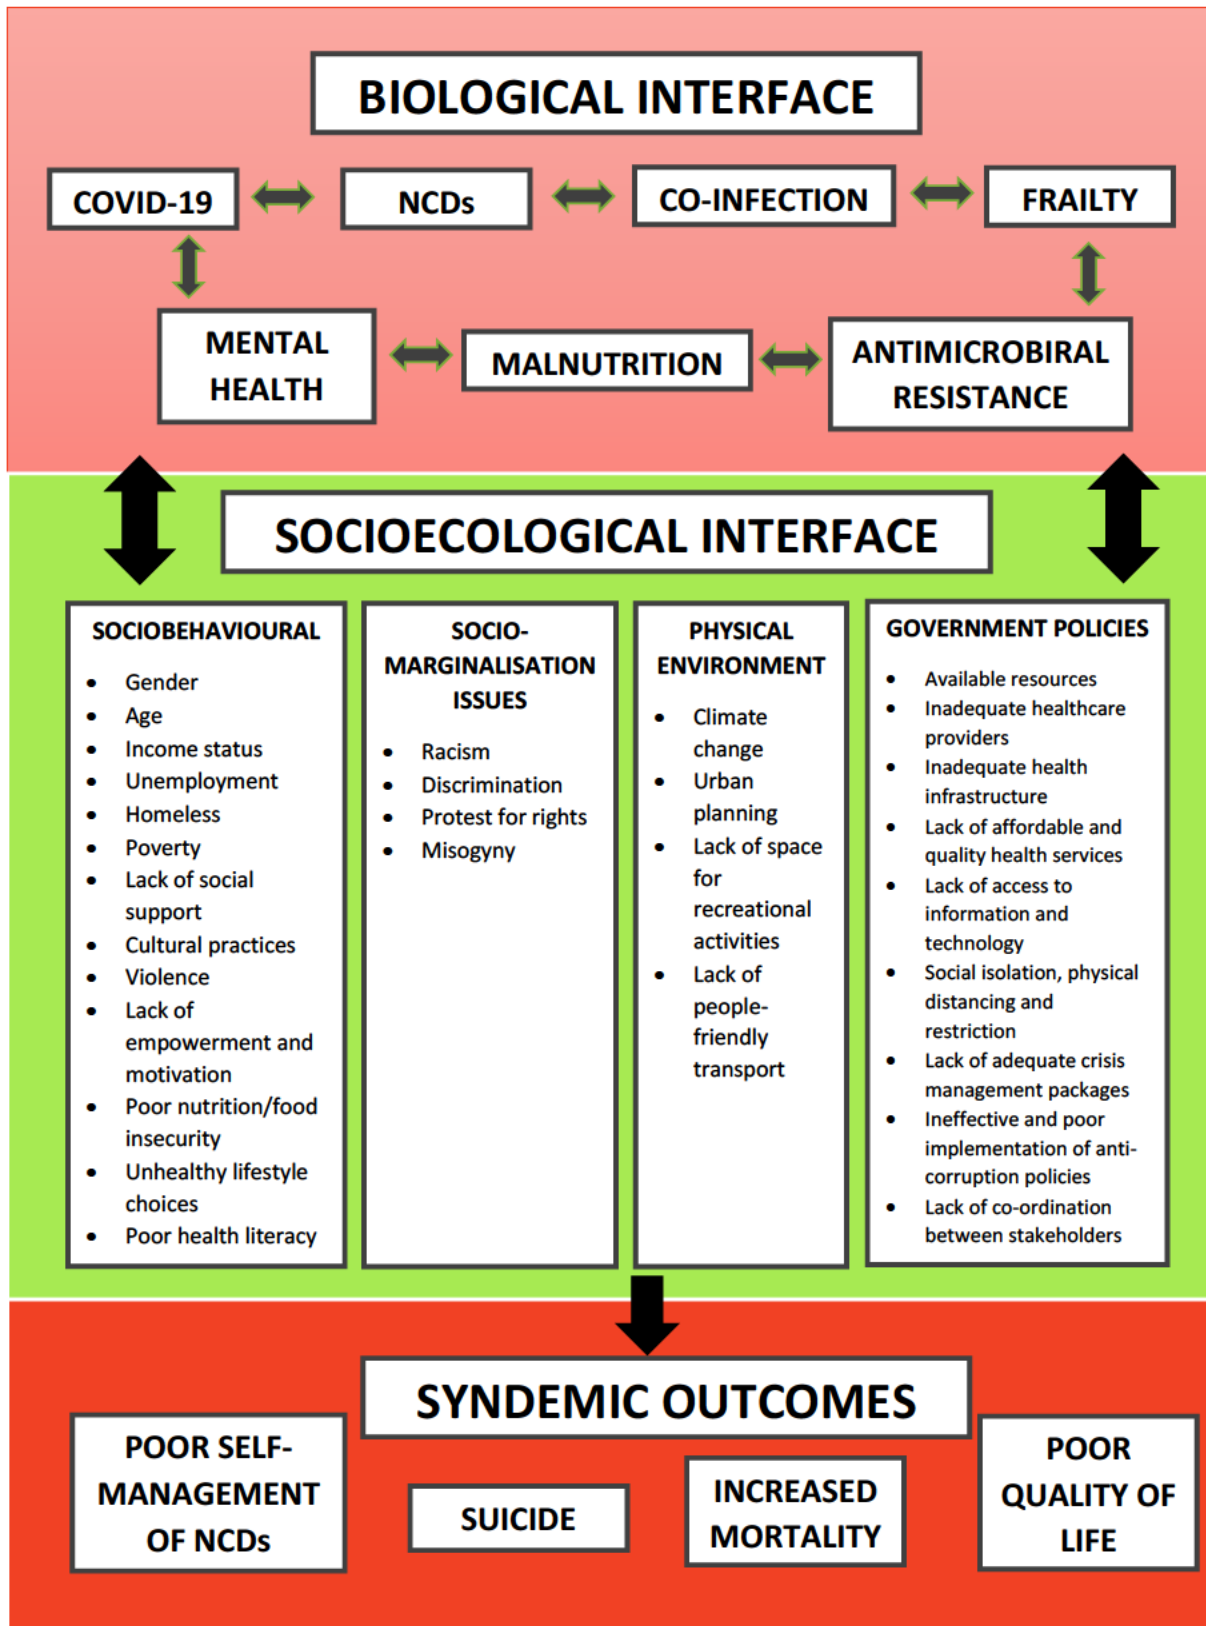 BIOLOGICAL INTERFACE
COVID-19
NCDs
CO-INFECTION
FRAILTY
MENTAL
HEALTH
MALNUTRITION
ANTIMICROBIRAL
RESISTANCE
SOCIOECOLOGICAL INTERFACE
SOCIOBEHAVIOURAL
• Gender
• Age
• Income status
• Unemployment
• Homeless
• Poverty
• Lack of social
support
• Cultural practices
• Violence
• Lack of
empowerment and
motivation
• Poor nutrition/food
insecurity
• Unhealthy lifestyle
choices
• Poor health literacy
SOCIO-
MARGINALISATION
ISSUES
• Racism
• Discrimination
• Protest for rights
• Misogyny
PHYSICAL
ENVIRONMENT
• Climate
change
• Urban
planning
• Lack of space
for
recreational
activities
• Lack of
people-
friendly
transport
GOVERNMENT POLICIES
• Available resources
• Inadequate healthcare
providers
• Inadequate health
infrastructure
• Lack of affordable and
quality health services
• Lack of access to
information and
technology
• Social isolation, physical
distancing and
restriction
• Lack of adequate crisis
management packages
• Ineffective and poor
implementation of anti-
corruption policies
• Lack of co-ordination
between stakeholders
SYNDEMIC OUTCOMES
POOR SELF-
MANAGEMENT
OF NCDs
SUICIDE
INCREASED
MORTALITY
POOR
QUALITY OF
LIFE